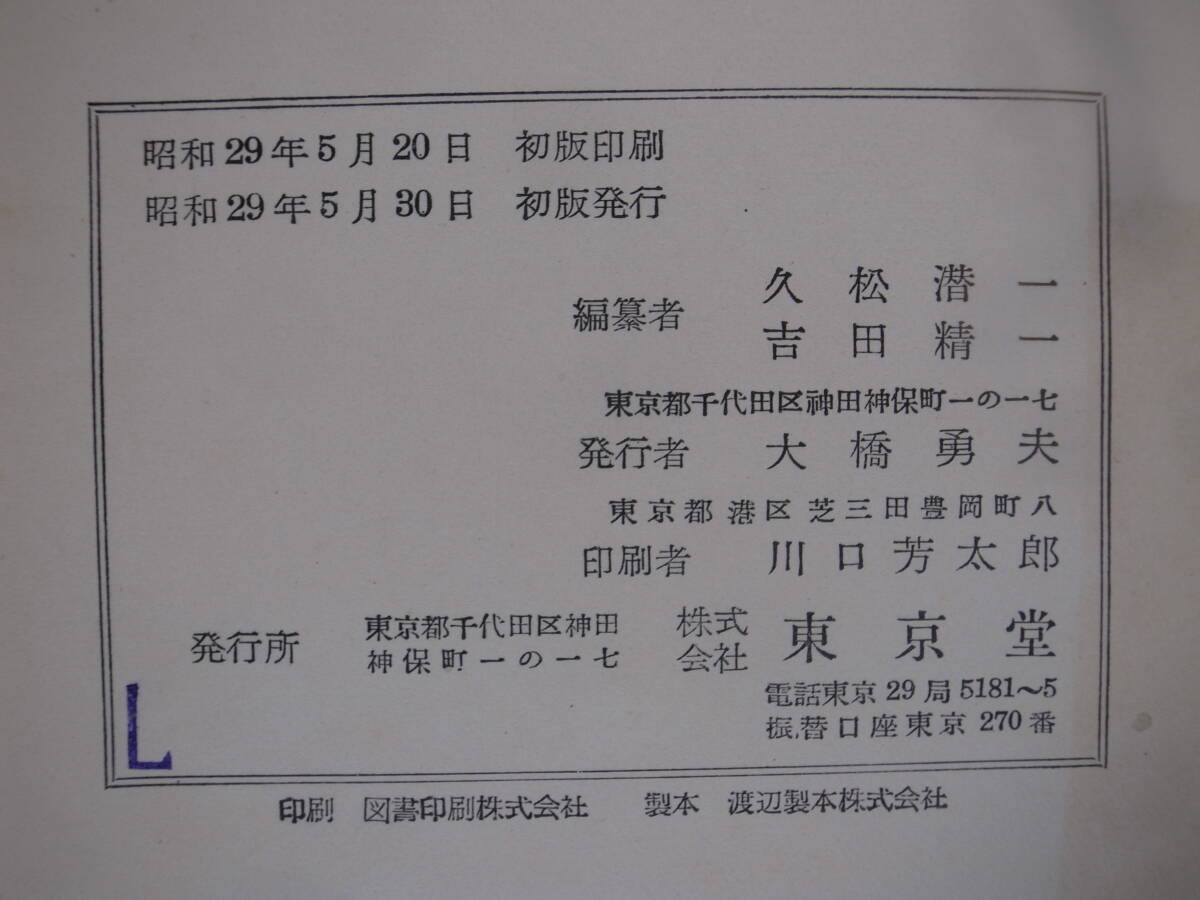 昭和29年5月20日 初版印刷
昭和29年5月30日 初版発行
編纂者 久松潜一
吉田精一
東京都千代田区神田神保町一の一七
発行者 大橋勇夫
東京都港区芝三田豊岡町八
印刷者 川口芳太郎
発行所 東京都千代田区神田神保町一の一七 株式会社 東京堂
電話東京29局5181~5
振替口座東京270番
L
印刷 図書印刷株式会社 製本 渡辺製本株式会社